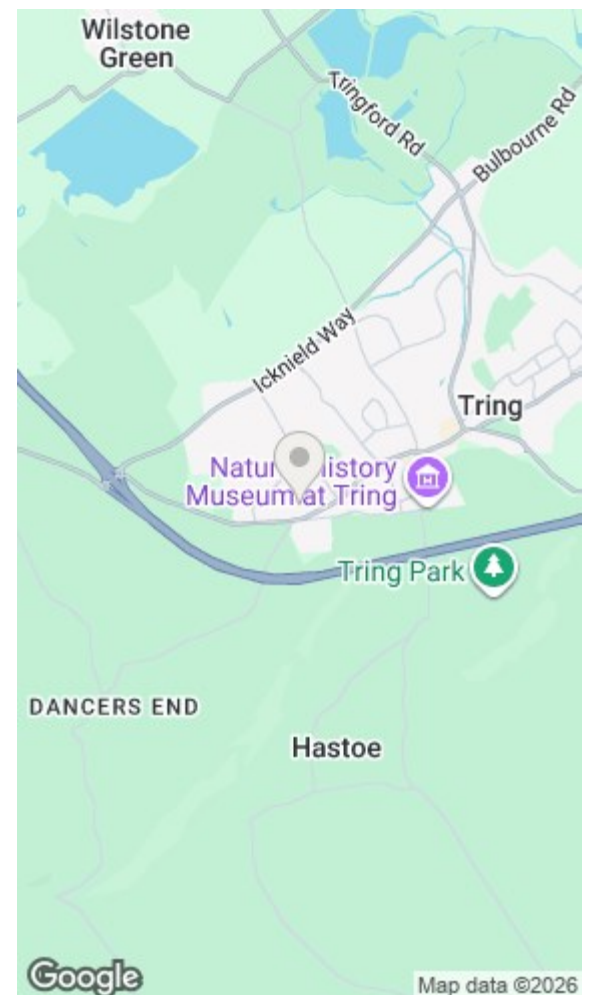 Wilstone
Green
Tringford Rd
Bulbourne Rd
Icknield Way
Tring
Natur History
Museum at Tring
Tring Park
DANCERS END
Hastoe
Google
Map data ©2026